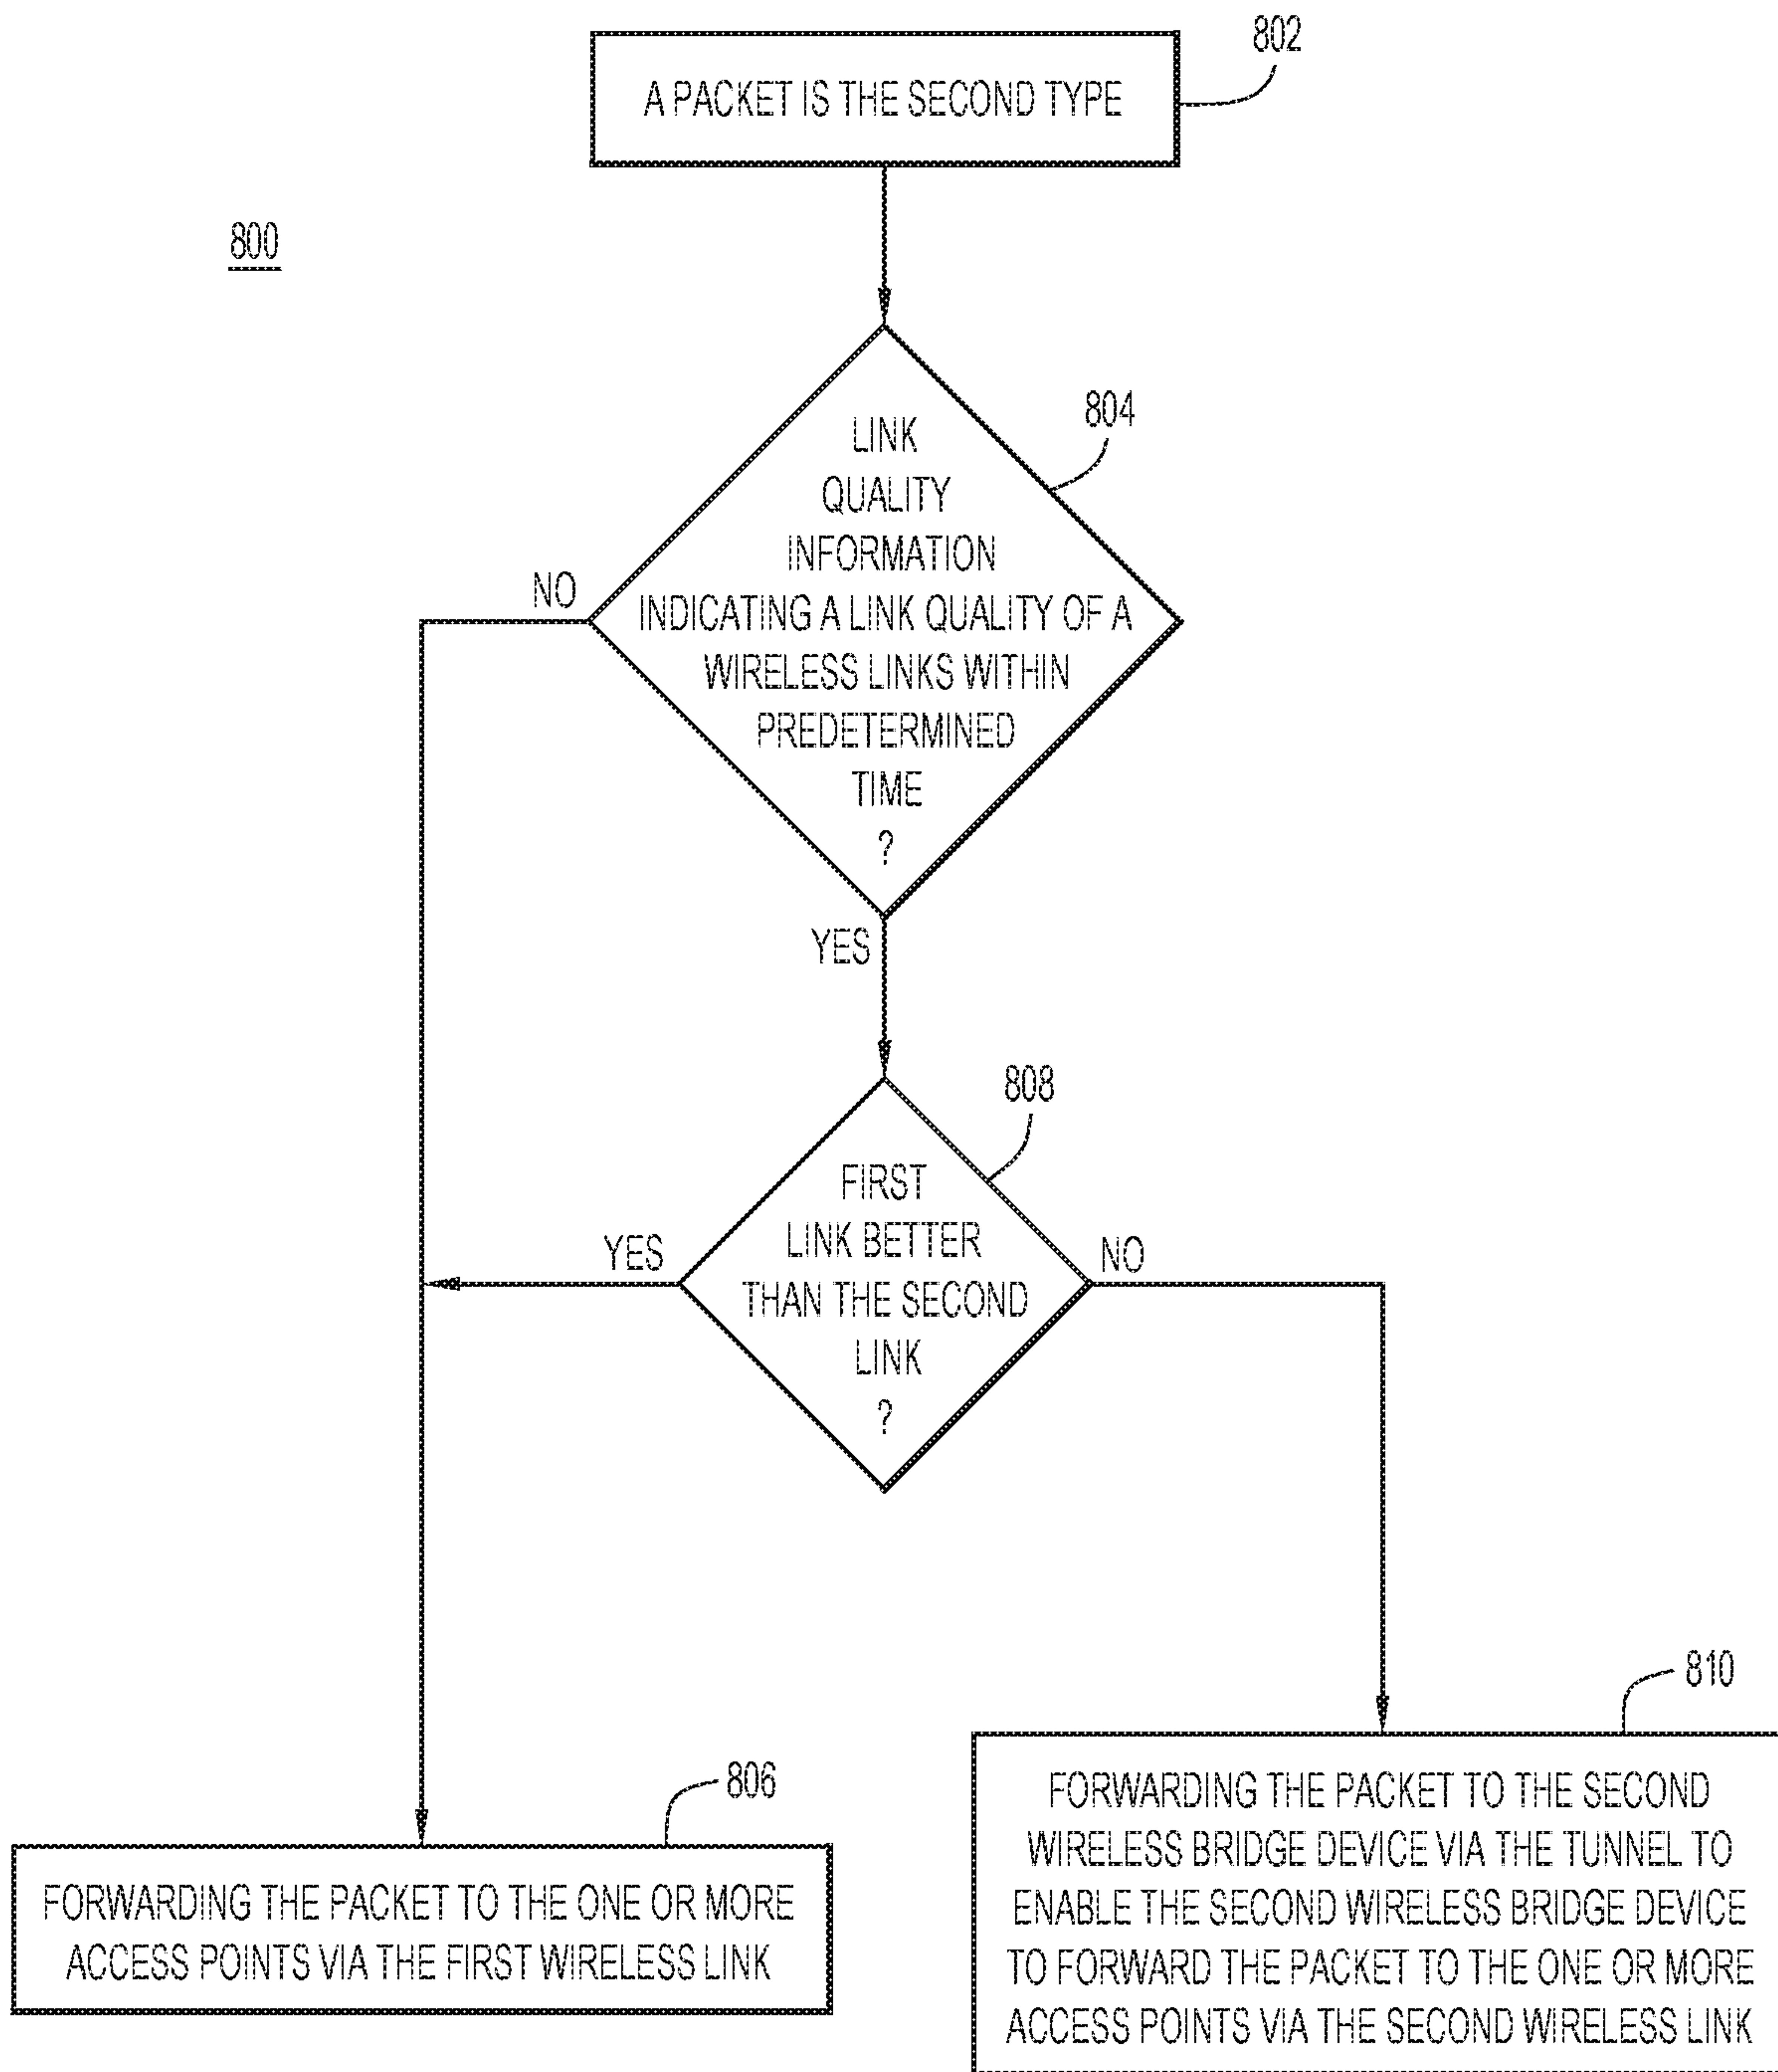 802
A PACKET IS THE SECOND TYPE
800
804
LINK
QUALITY
INFORMATION
INDICATING A LINK QUALITY OF A
WIRELESS LINKS WITHIN
PREDETERMINED
TIME
?
NO
YES
808
FIRST
LINK BETTER
THAN THE SECOND
LINK
?
YES
NO
806
FORWARDING THE PACKET TO THE ONE OR MORE
ACCESS POINTS VIA THE FIRST WIRELESS LINK
810
FORWARDING THE PACKET TO THE SECOND
WIRELESS BRIDGE DEVICE VIA THE TUNNEL TO
ENABLE THE SECOND WIRELESS BRIDGE DEVICE
TO FORWARD THE PACKET TO THE ONE OR MORE
ACCESS POINTS VIA THE SECOND WIRELESS LINK